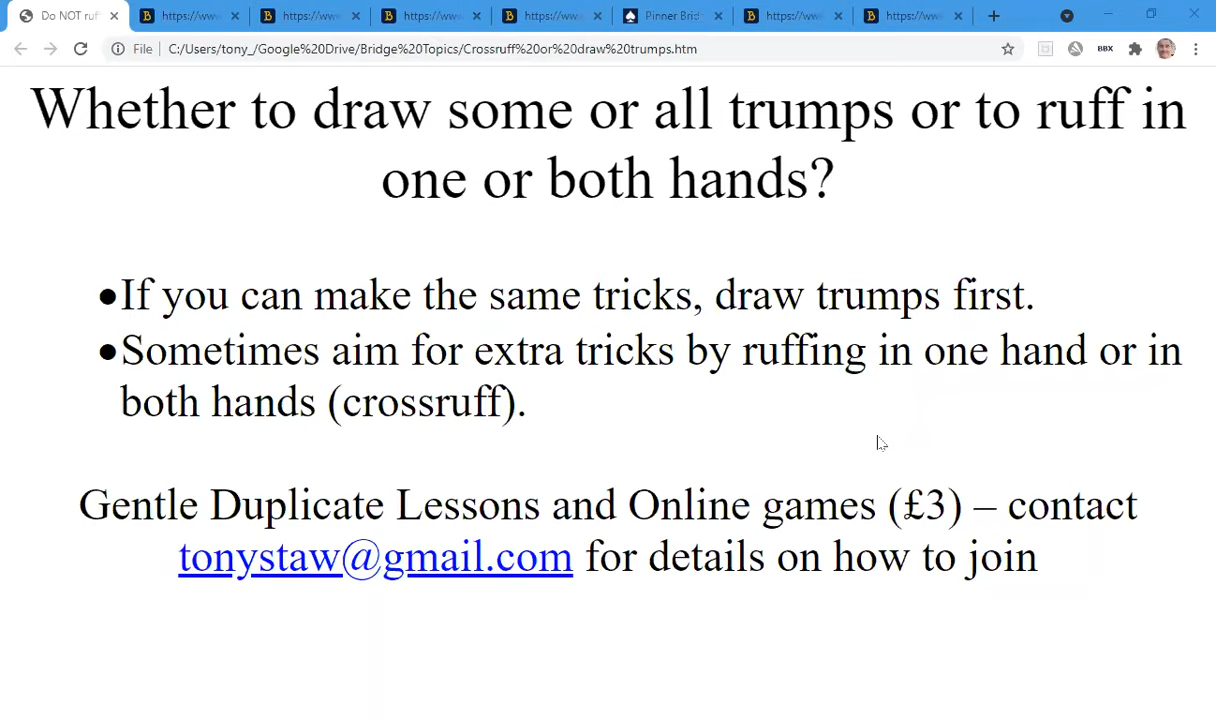 Do NOT ruf
https://ww
https://ww
https://ww
https://ww
Pinner Brid
https://ww
https://ww
File C:/Users/tony_/Google%20Drive/Bridge%20Topics/Crossruff%20or%20draw%20trumps.htm
BBX
Whether to draw some or all trumps or to ruff in
one or both hands?
•If you can make the same tricks, draw trumps first.
•Sometimes aim for extra tricks by ruffing in one hand or in
both hands (crossruff).
Gentle Duplicate Lessons and Online games (£3) – contact
tonystaw@gmail.com for details on how to join